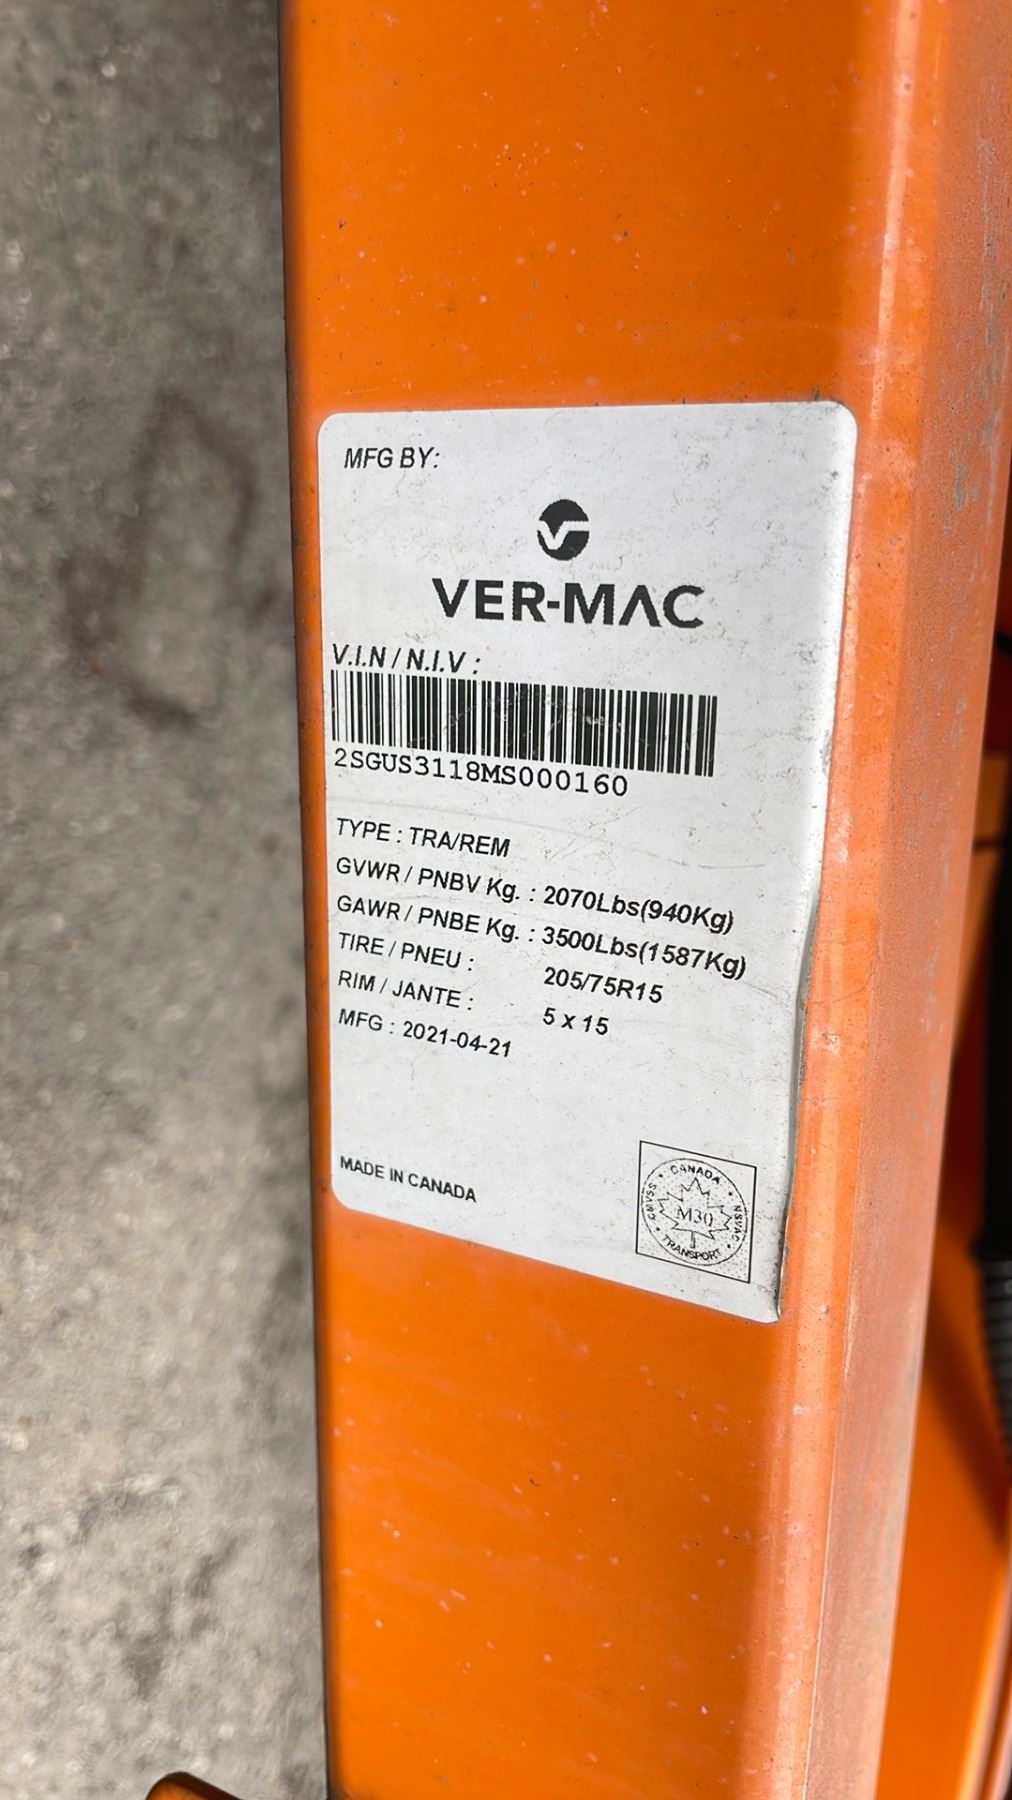 MFG BY:
VER-MAC
V.I.N / N.I.V :
2SGUS3118MS000160
TYPE : TRA/REM
GVWR / PNBV Kg. : 2070Lbs(940Kg)
GAWR / PNBE Kg. : 3500Lbs(1587Kg)
TIRE / PNEU : 205/75R15
RIM / JANTE : 5 x 15
MFG : 2021-04-21
MADE IN CANADA
CANADA
CMVSS • NSVAC
M30
TRANSPORT